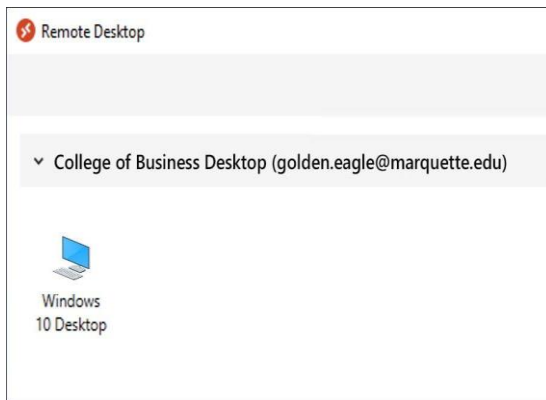 Remote Desktop
College of Business Desktop (golden.eagle@marquette.edu)
Windows
10 Desktop